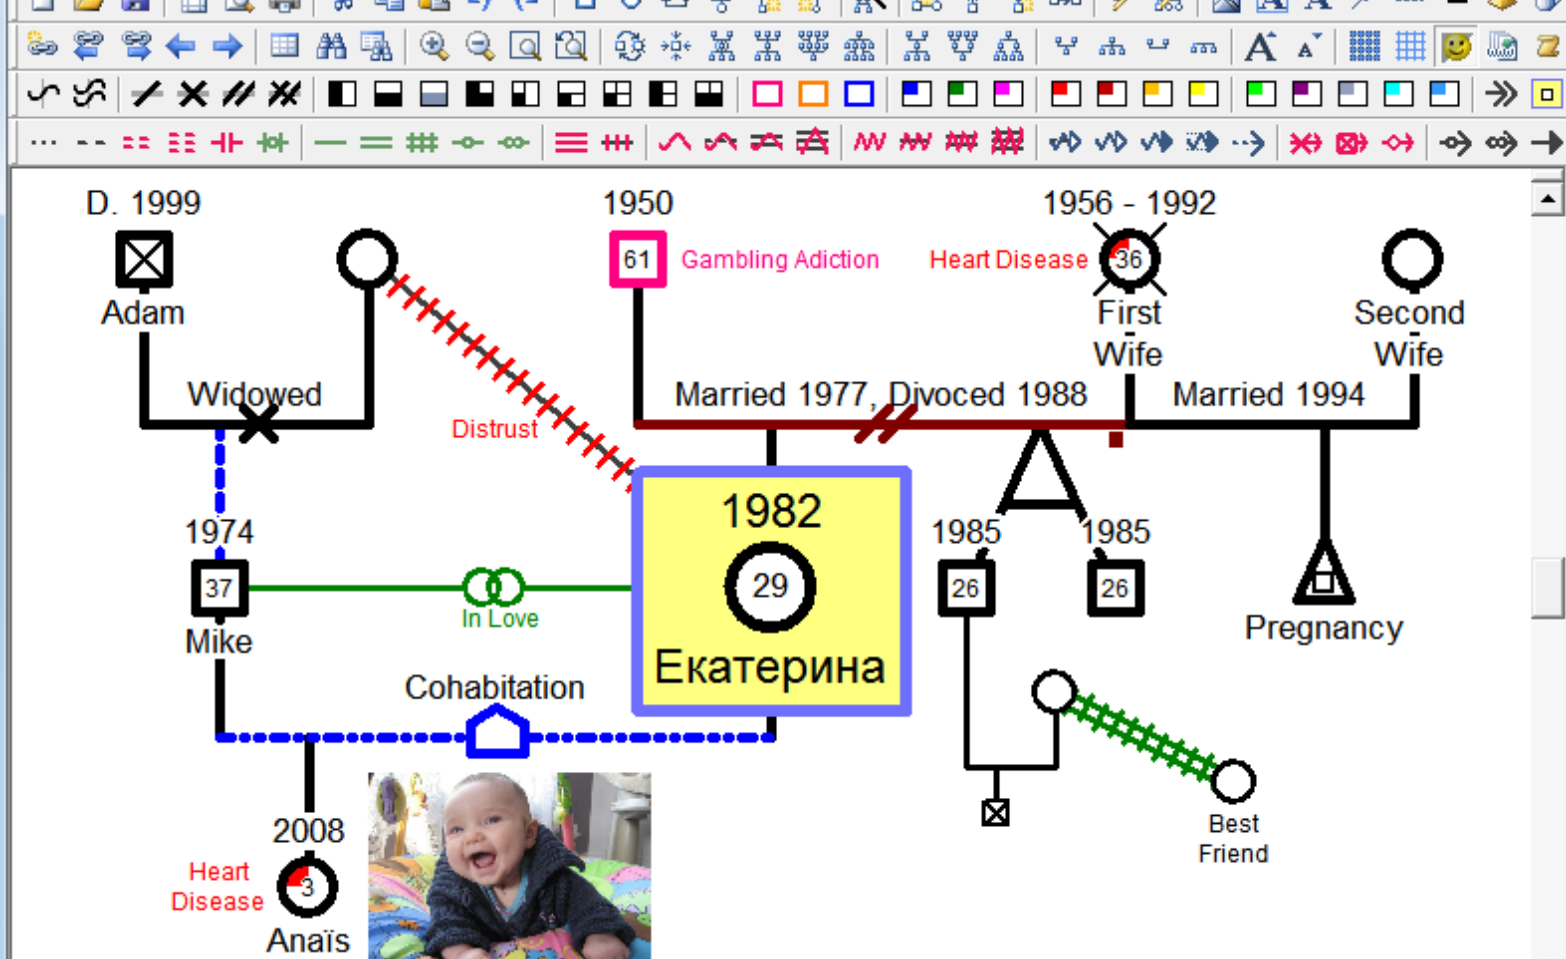 D. 1999
1950
1956 - 1992
61
Gambling Adiction
Heart Disease
36
Adam
First
Wife
Second
Wife
Widowed
Married 1977, Divoced 1988
Married 1994
Distrust
1974
1982
1985
1985
37
29
26
26
In Love
Mike
Екатерина
Pregnancy
Cohabitation
2008
Best
Friend
Heart
Disease
3
Anaïs